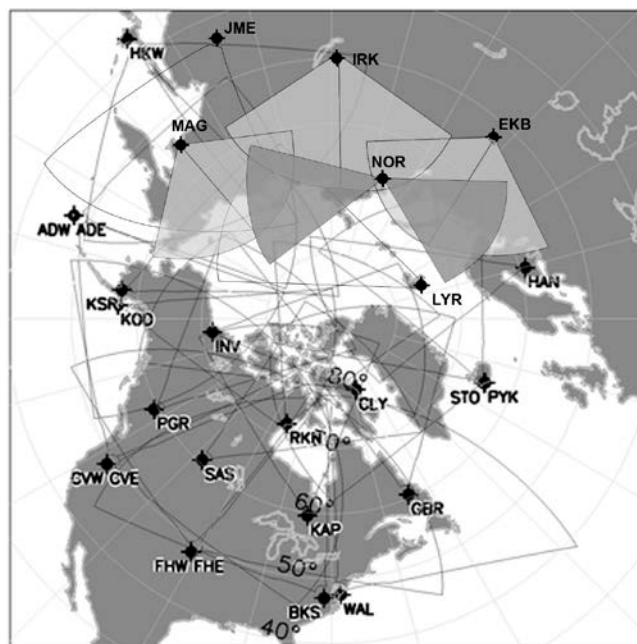 JME
HKW
IRK
MAG
EKB
NOR
ADW ADE
HAN
LYR
KSR
KOD
INV
80°
STO PYK
CLY
PGR
RKN
70°
CVW CVE
SAS
GBR
60°
KAP
FHW FHE
50°
BKS
WAL
40°